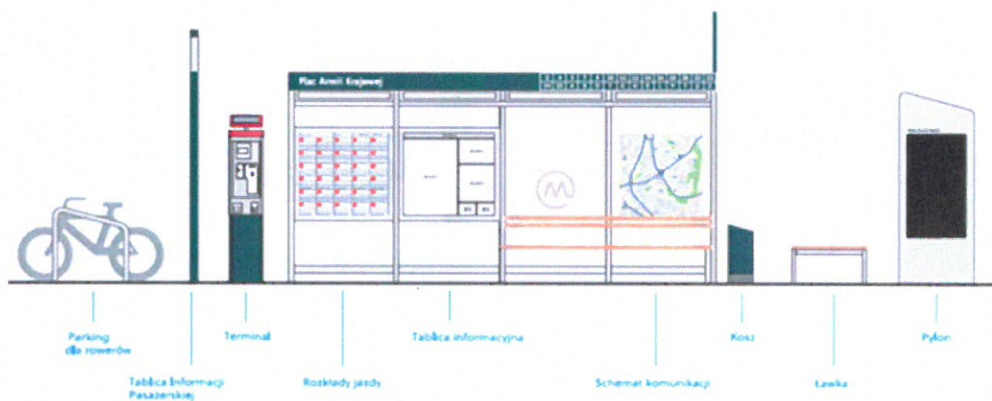 Plac Armii Krajowej
Parking
dla rowerów
Tablica Informacji
Pasażerskiej
Terminal
Rozkłady jazdy
Tablica informacyjna
Schemat komunikacji
Kosz
Ławka
Pylon